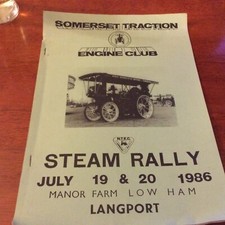 SOMERSET TRACTION
ENGINE CLUB
STEAM RALLY
JULY 19 & 20 1986
MANOR FARM LOW HAM
LANGPORT